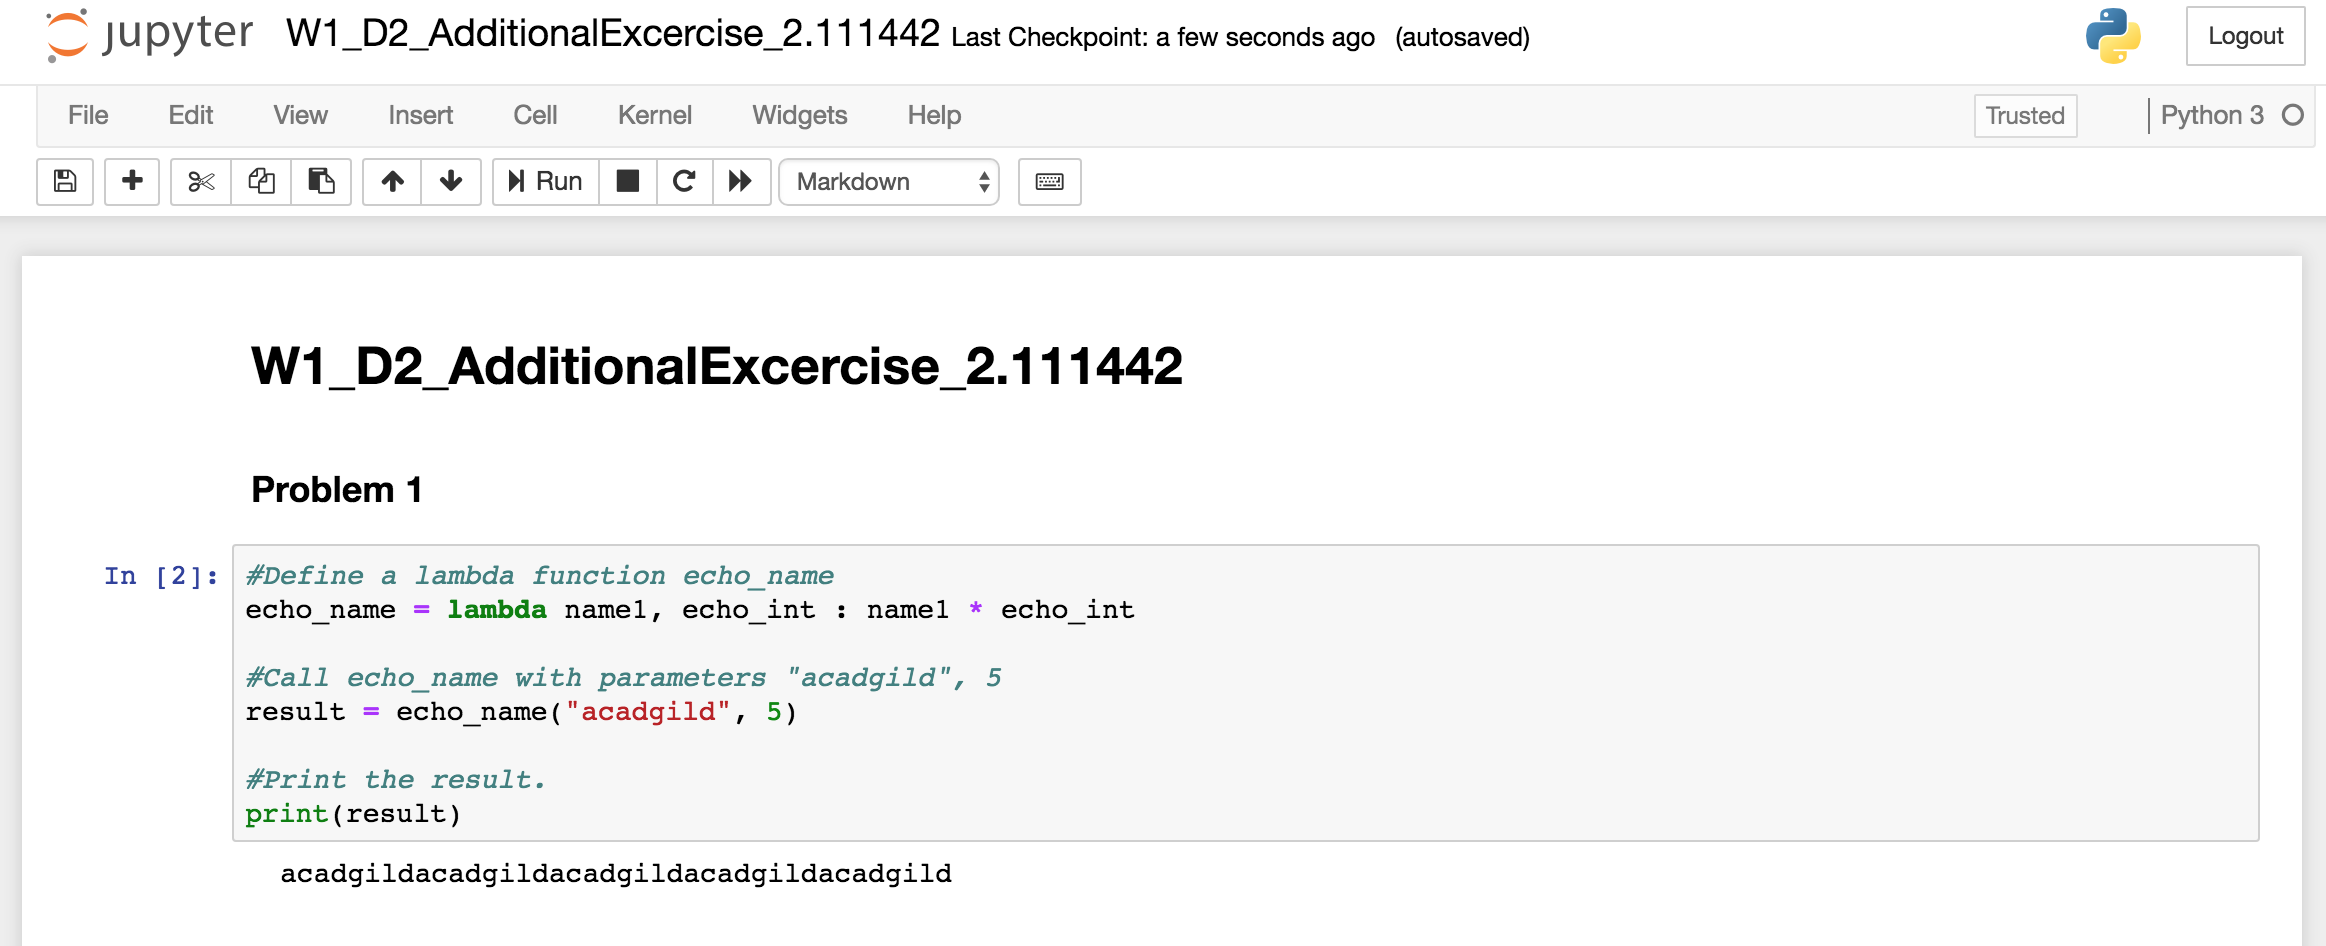 jupyter W1_D2_AdditionalExcercise_2.111442 Last Checkpoint: a few seconds ago (autosaved) Logout
File Edit View Insert Cell Kernel Widgets Help Trusted Python 3
Run Markdown
W1_D2_AdditionalExcercise_2.111442
Problem 1
In [2]: #Define a lambda function echo_name
echo_name = lambda name1, echo_int : name1 * echo_int
#Call echo_name with parameters "acadgild", 5
result = echo_name("acadgild", 5)
#Print the result.
print(result)
acadgildacadgildacadgildacadgildacadgild